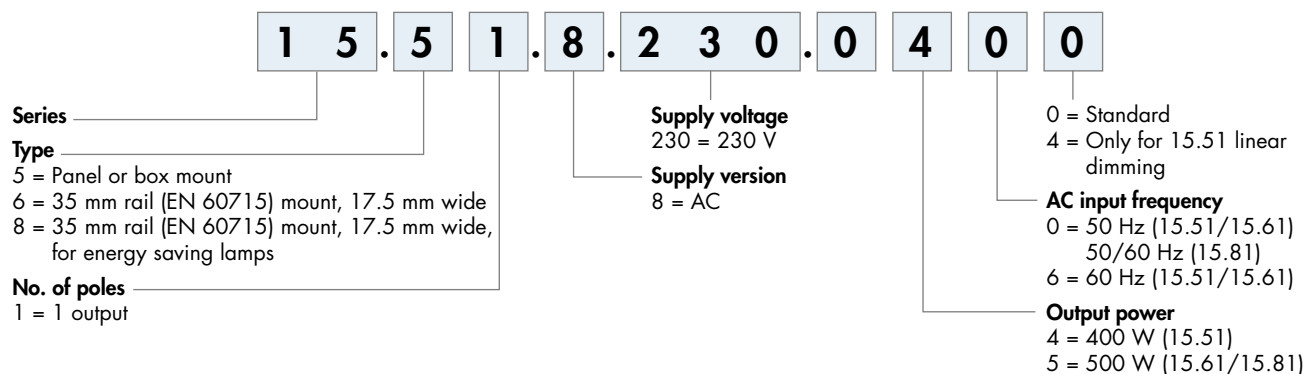 1 5.5 1.8.2 3 0.0 4 0 0
Series
Type
5 = Panel or box mount
6 = 35 mm rail (EN 60715) mount, 17.5 mm wide
8 = 35 mm rail (EN 60715) mount, 17.5 mm wide,
for energy saving lamps
No. of poles
1 = 1 output
Supply voltage
230 = 230 V
Supply version
8 = AC
0 = Standard
4 = Only for 15.51 linear
dimming
AC input frequency
0 = 50 Hz (15.51/15.61)
50/60 Hz (15.81)
6 = 60 Hz (15.51/15.61)
Output power
4 = 400 W (15.51)
5 = 500 W (15.61/15.81)